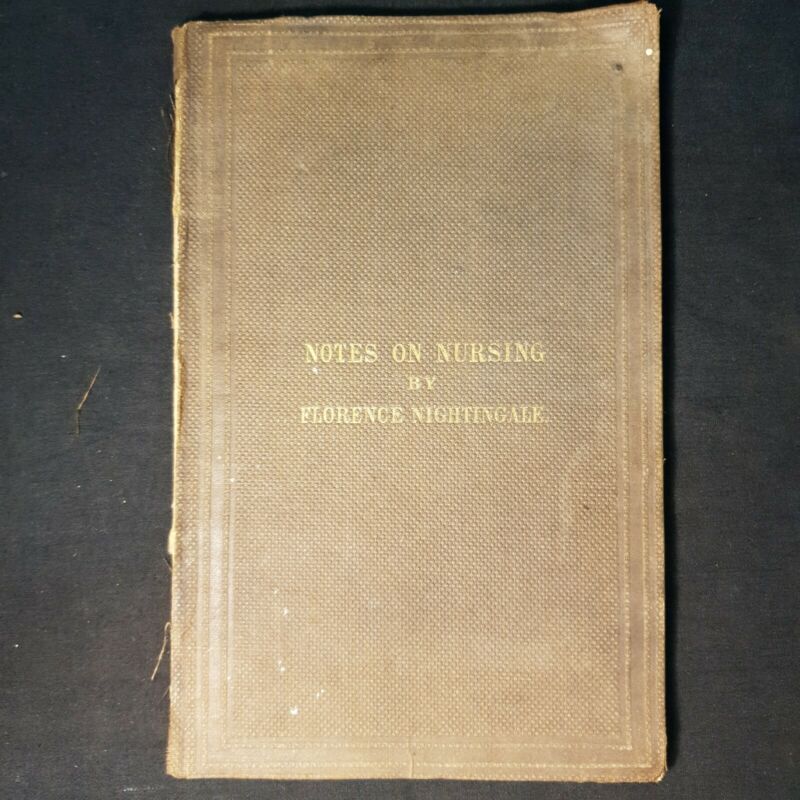 NOTES ON NURSING
BY
FLORENCE NIGHTINGALE.